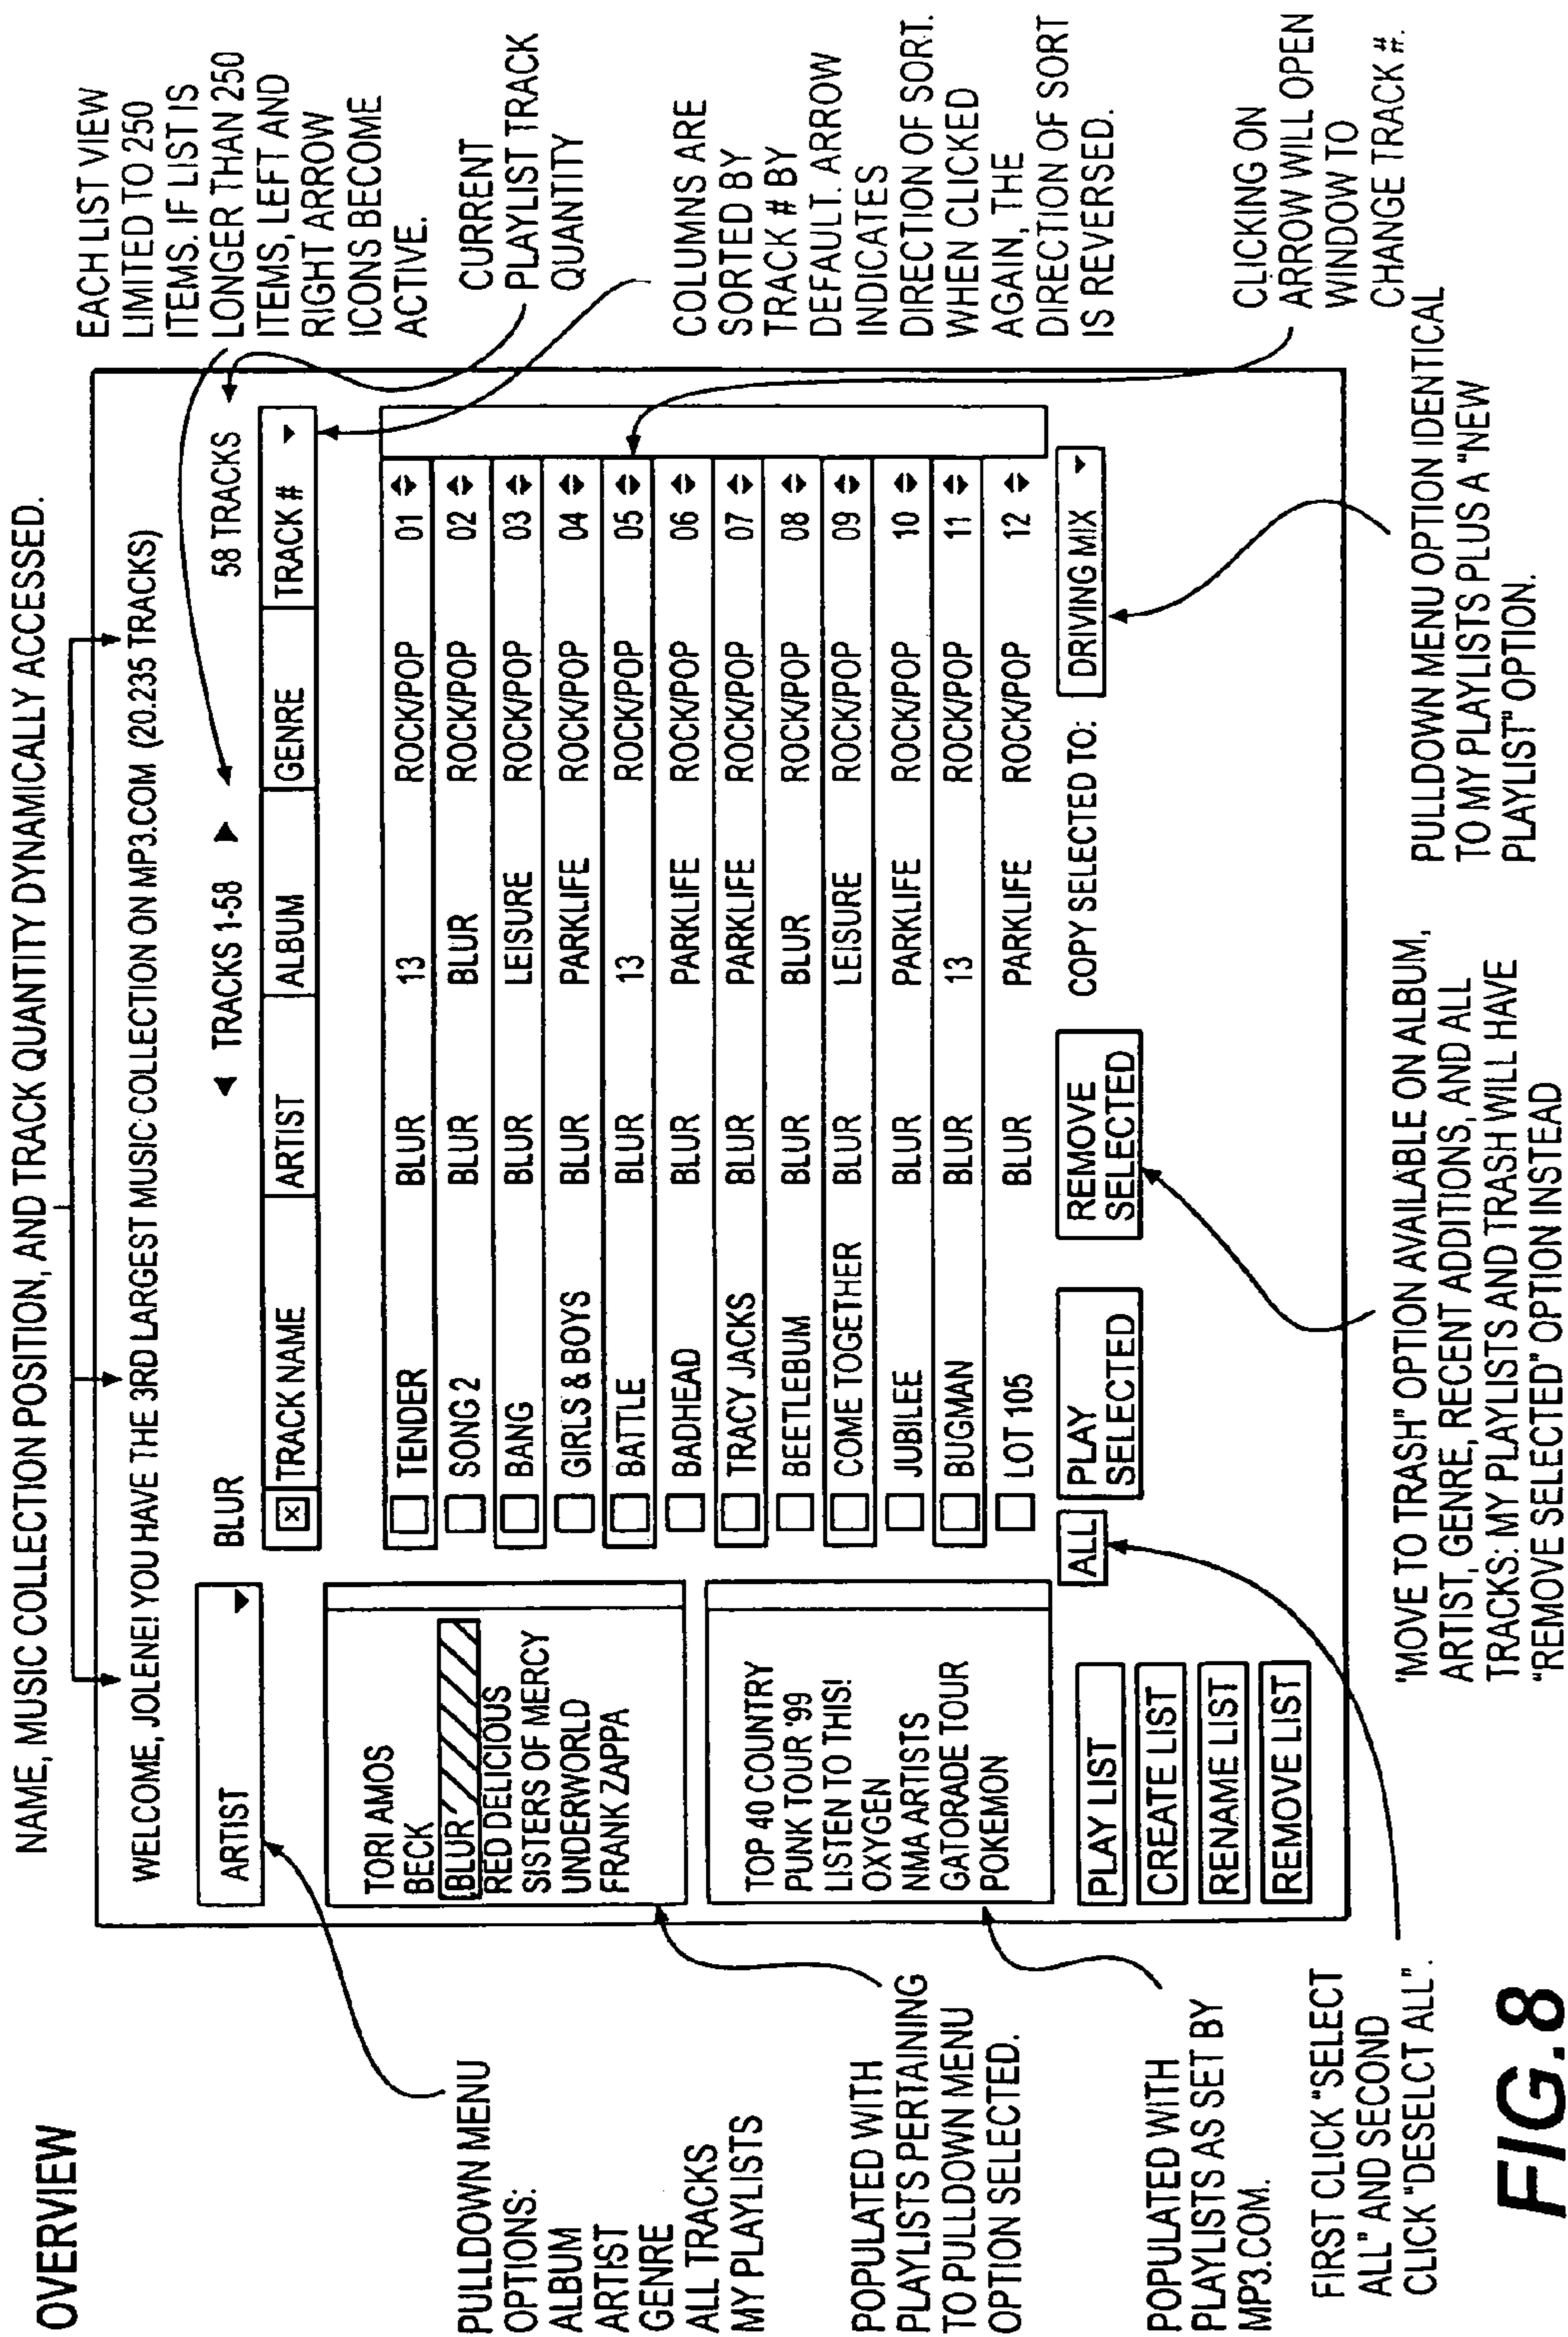 OVERVIEW
NAME, MUSIC COLLECTION POSITION, AND TRACK QUANTITY DYNAMICALLY ACCESSED.
WELCOME, JOLENE! YOU HAVE THE 3RD LARGEST MUSIC COLLECTION ON MP3.COM (20.235 TRACKS)
ARTIST
BLUR
TRACKS 1-58
58 TRACKS
TRACK NAME ARTIST ALBUM GENRE TRACK #
TENDER BLUR 13 ROCK/POP 01
SONG 2 BLUR BLUR ROCK/POP 02
BANG BLUR LEISURE ROCK/POP 03
GIRLS & BOYS BLUR PARKLIFE ROCK/POP 04
BATTLE BLUR 13 ROCK/POP 05
BADHEAD BLUR PARKLIFE ROCK/POP 06
TRACY JACKS BLUR PARKLIFE ROCK/POP 07
BEETLEBUM BLUR BLUR ROCK/POP 08
COME TOGETHER BLUR LEISURE ROCK/POP 09
JUBILEE BLUR PARKLIFE ROCK/POP 10
BUGMAN BLUR 13 ROCK/POP 11
LOT 105 BLUR PARKLIFE ROCK/POP 12
TORI AMOS
BECK
BLUR
RED DELICIOUS
SISTERS OF MERCY
UNDERWORLD
FRANK ZAPPA
TOP 40 COUNTRY
PUNK TOUR '99
LISTEN TO THIS!
OXYGEN
NMA ARTISTS
GATORADE TOUR
POKEMON
PLAY LIST
CREATE LIST
RENAME LIST
REMOVE LIST
ALL
PLAY
SELECTED
REMOVE
SELECTED
COPY SELECTED TO:
DRIVING MIX
EACH LIST VIEW
LIMITED TO 250
ITEMS. IF LIST IS
LONGER THAN 250
ITEMS, LEFT AND
RIGHT ARROW
ICONS BECOME
ACTIVE.
CURRENT
PLAYLIST TRACK
QUANTITY
COLUMNS ARE
SORTED BY
TRACK # BY
DEFAULT. ARROW
INDICATES
DIRECTION OF SORT.
WHEN CLICKED
AGAIN, THE
DIRECTION OF SORT
IS REVERSED.
CLICKING ON
ARROW WILL OPEN
WINDOW TO
CHANGE TRACK #.
PULLDOWN MENU
OPTIONS:
ALBUM
ARTIST
GENRE
ALL TRACKS
MY PLAYLISTS
POPULATED WITH
PLAYLISTS PERTAINING
TO PULLDOWN MENU
OPTION SELECTED.
POPULATED WITH
PLAYLISTS AS SET BY
MP3.COM.
FIRST CLICK "SELECT
ALL" AND SECOND
CLICK "DESELCT ALL".
'MOVE TO TRASH" OPTION AVAILABLE ON ALBUM,
ARTIST, GENRE, RECENT ADDITIONS, AND ALL
TRACKS: MY PLAYLISTS AND TRASH WILL HAVE
"REMOVE SELECTED" OPTION INSTEAD
PULLDOWN MENU OPTION IDENTICAL
TO MY PLAYLISTS PLUS A "NEW
PLAYLIST" OPTION.
FIG. 8